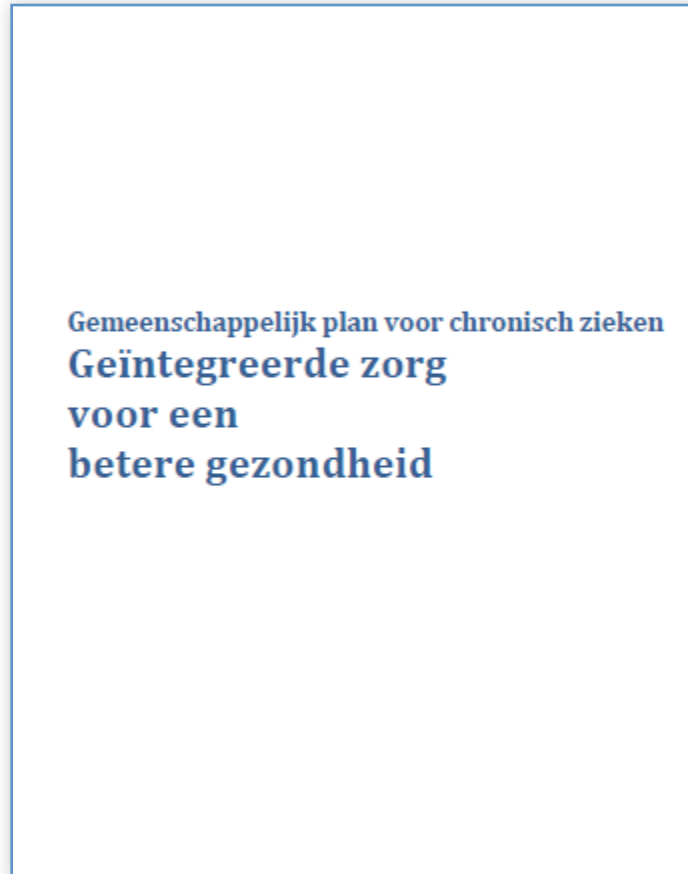 Gemeenschappelijk plan voor chronisch zieken
Geïntegreerde zorg
voor een
betere gezondheid